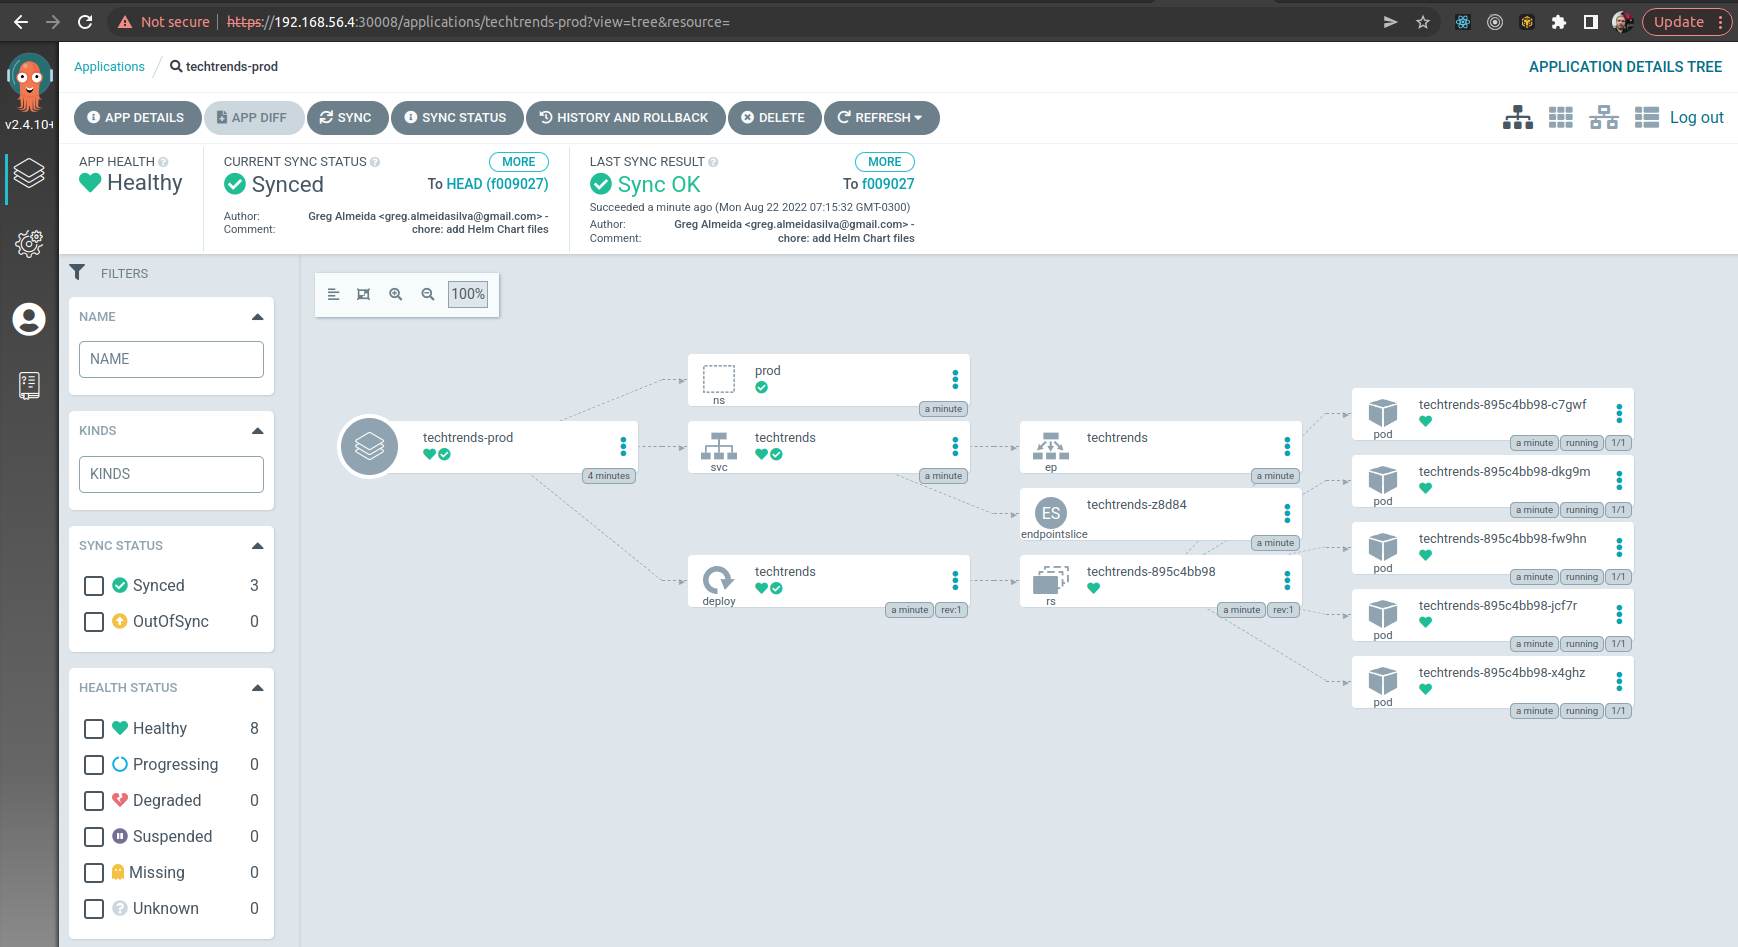 Not secure https://192.168.56.4:30008/applications/techtrends-prod?view=tree&resource= Update
Applications techtrends-prod APPLICATION DETAILS TREE
v2.4.10+
APP DETAILS APP DIFF SYNC SYNC STATUS HISTORY AND ROLLBACK DELETE REFRESH Log out
APP HEALTH
Healthy
CURRENT SYNC STATUS MORE
Synced To HEAD (f009027)
Author: Greg Almeida <greg.almeidasilva@gmail.com> -
Comment: chore: add Helm Chart files
LAST SYNC RESULT MORE
Sync OK To f009027
Succeeded a minute ago (Mon Aug 22 2022 07:15:32 GMT-0300)
Author: Greg Almeida <greg.almeidasilva@gmail.com> -
Comment: chore: add Helm Chart files
FILTERS
NAME
NAME
KINDS
KINDS
SYNC STATUS
Synced 3
OutOfSync 0
HEALTH STATUS
Healthy 8
Progressing 0
Degraded 0
Suspended 0
Missing 0
Unknown 0
100%
techtrends-prod
4 minutes
prod
ns
a minute
techtrends
svc
a minute
techtrends
deploy
a minute rev:1
techtrends
ep
a minute
ES
techtrends-z8d84
endpointslice
a minute
techtrends-895c4bb98
rs
a minute rev:1
techtrends-895c4bb98-c7gwf
pod
a minute running 1/1
techtrends-895c4bb98-dkg9m
pod
a minute running 1/1
techtrends-895c4bb98-fw9hn
pod
a minute running 1/1
techtrends-895c4bb98-jcf7r
pod
a minute running 1/1
techtrends-895c4bb98-x4ghz
pod
a minute running 1/1